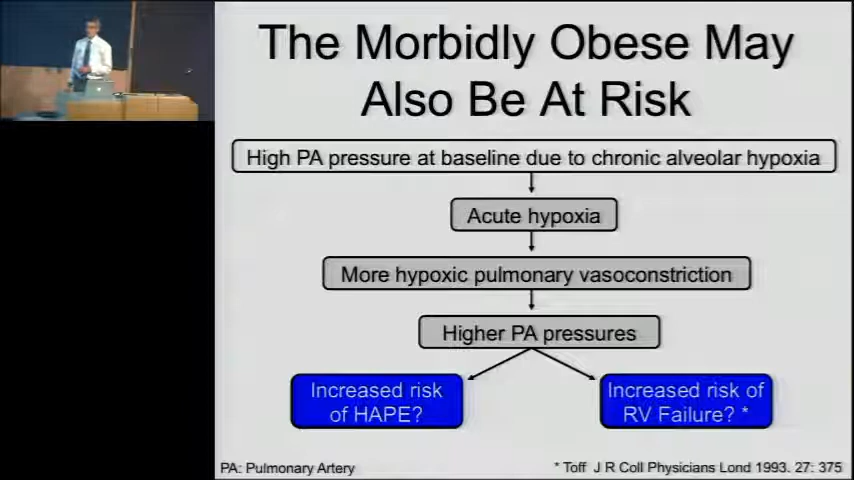 The Morbidly Obese May
Also Be At Risk
High PA pressure at baseline due to chronic alveolar hypoxia
Acute hypoxia
More hypoxic pulmonary vasoconstriction
Higher PA pressures
Increased risk
of HAPE?
Increased risk of
RV Failure? *
PA: Pulmonary Artery
* Toff J R Coll Physicians Lond 1993. 27: 375